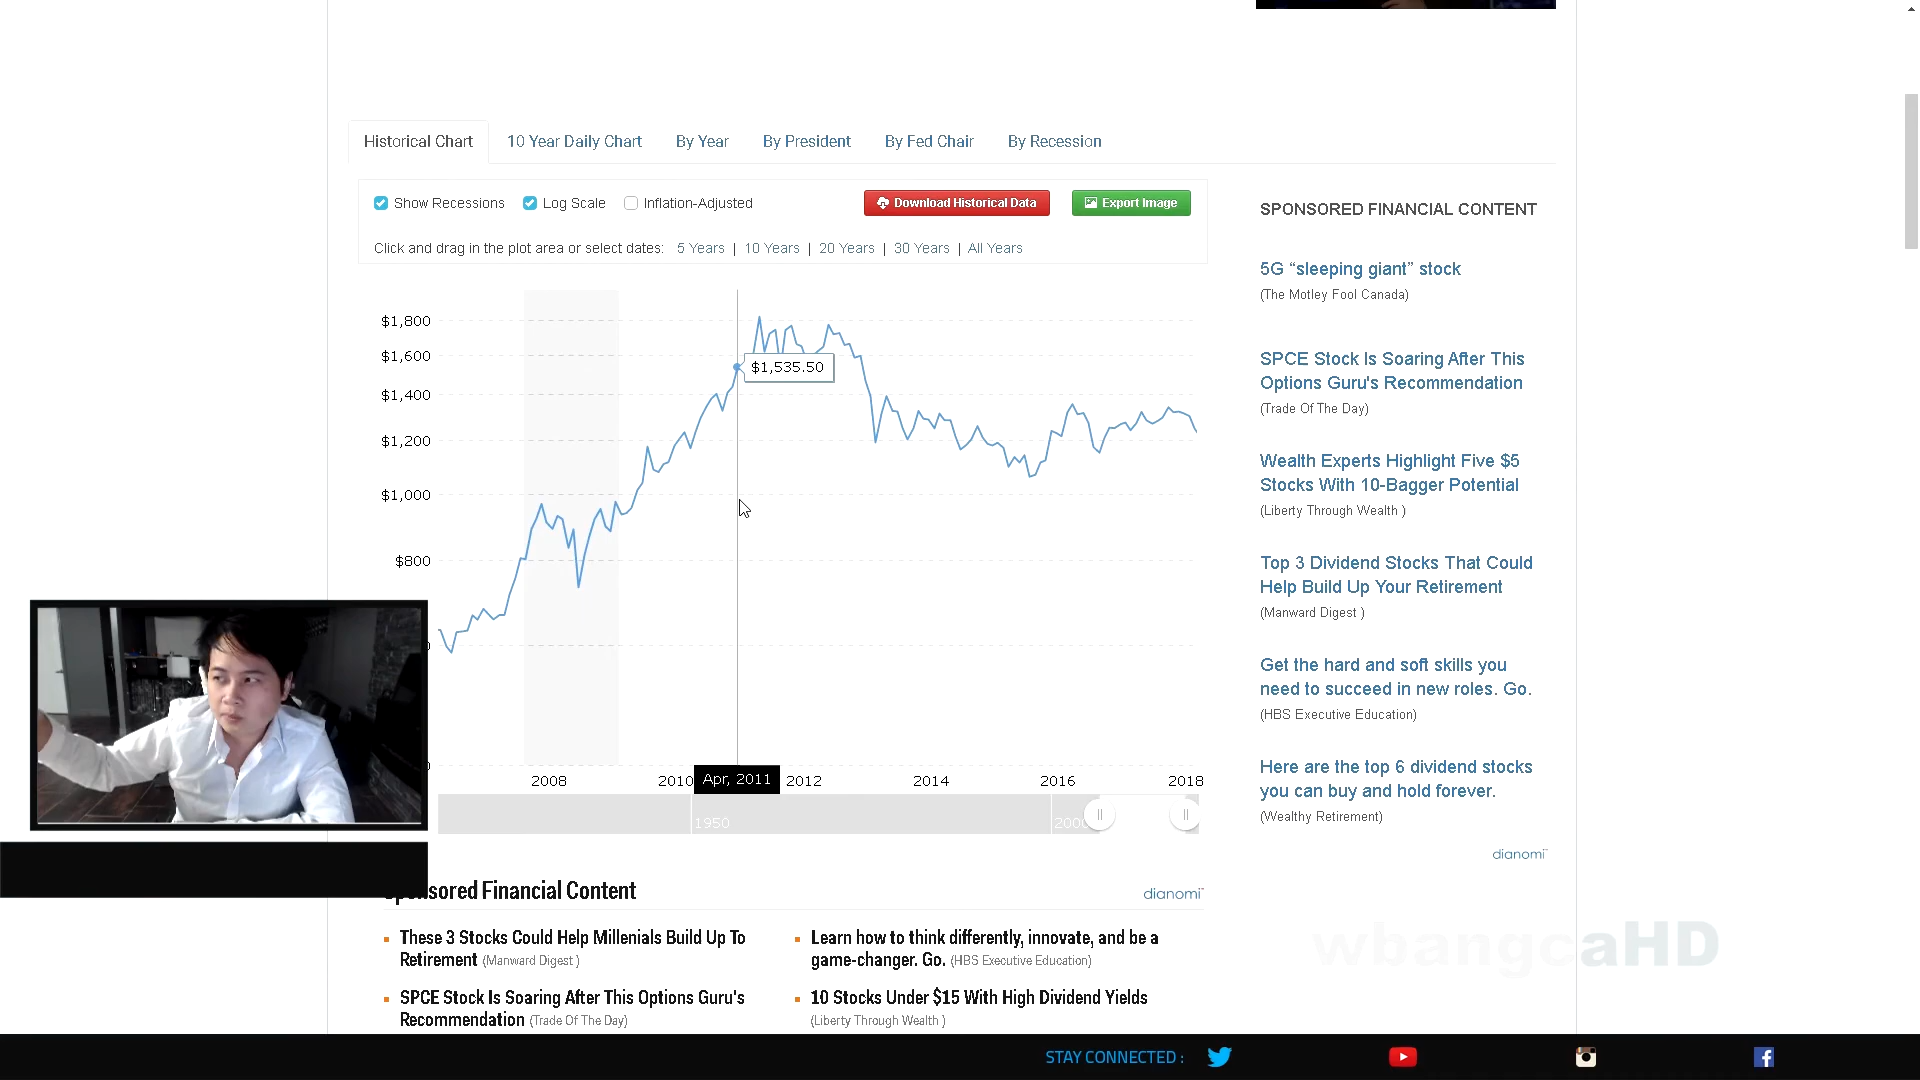 Historical Chart
10 Year Daily Chart
By Year
By President
By Fed Chair
By Recession
Show Recessions
Log Scale
Inflation-Adjusted
Download Historical Data
Export Image
Click and drag in the plot area or select dates: 5 Years | 10 Years | 20 Years | 30 Years | All Years
$1,800
$1,600
$1,400
$1,200
$1,000
$800
$1,535.50
2008
2010
Apr, 2011
2012
2014
2016
2018
1950
200
SPONSORED FINANCIAL CONTENT
5G “sleeping giant” stock
(The Motley Fool Canada)
SPCE Stock Is Soaring After This
Options Guru's Recommendation
(Trade Of The Day)
Wealth Experts Highlight Five $5
Stocks With 10-Bagger Potential
(Liberty Through Wealth )
Top 3 Dividend Stocks That Could
Help Build Up Your Retirement
(Manward Digest )
Get the hard and soft skills you
need to succeed in new roles. Go.
(HBS Executive Education)
Here are the top 6 dividend stocks
you can buy and hold forever.
(Wealthy Retirement)
dianomi
Sponsored Financial Content
dianomi
These 3 Stocks Could Help Millenials Build Up To
Retirement (Manward Digest )
SPCE Stock Is Soaring After This Options Guru's
Recommendation (Trade Of The Day)
Learn how to think differently, innovate, and be a
game-changer. Go. (HBS Executive Education)
10 Stocks Under $15 With High Dividend Yields
(Liberty Through Wealth )
wbangcaHD
STAY CONNECTED :